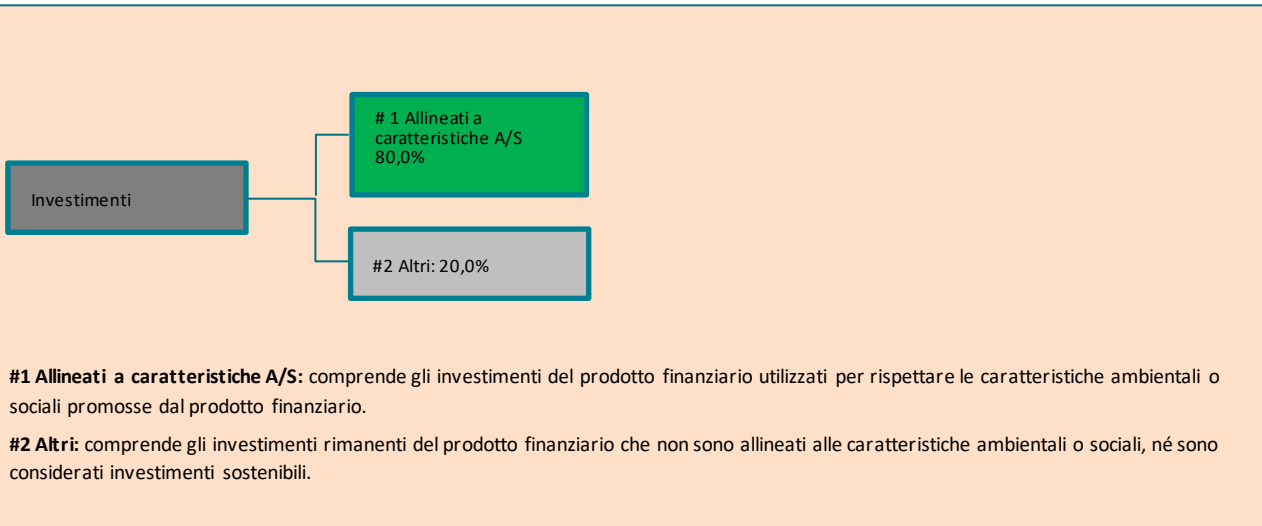 # 1 Allineati a
caratteristiche A/S
80,0%
Investimenti
#2 Altri: 20,0%
#1 Allineati a caratteristiche A/S: comprende gli investimenti del prodotto finanziario utilizzati per rispettare le caratteristiche ambientali o
sociali promosse dal prodotto finanziario.
#2 Altri: comprende gli investimenti rimanenti del prodotto finanziario che non sono allineati alle caratteristiche ambientali o sociali, né sono
considerati investimenti sostenibili.